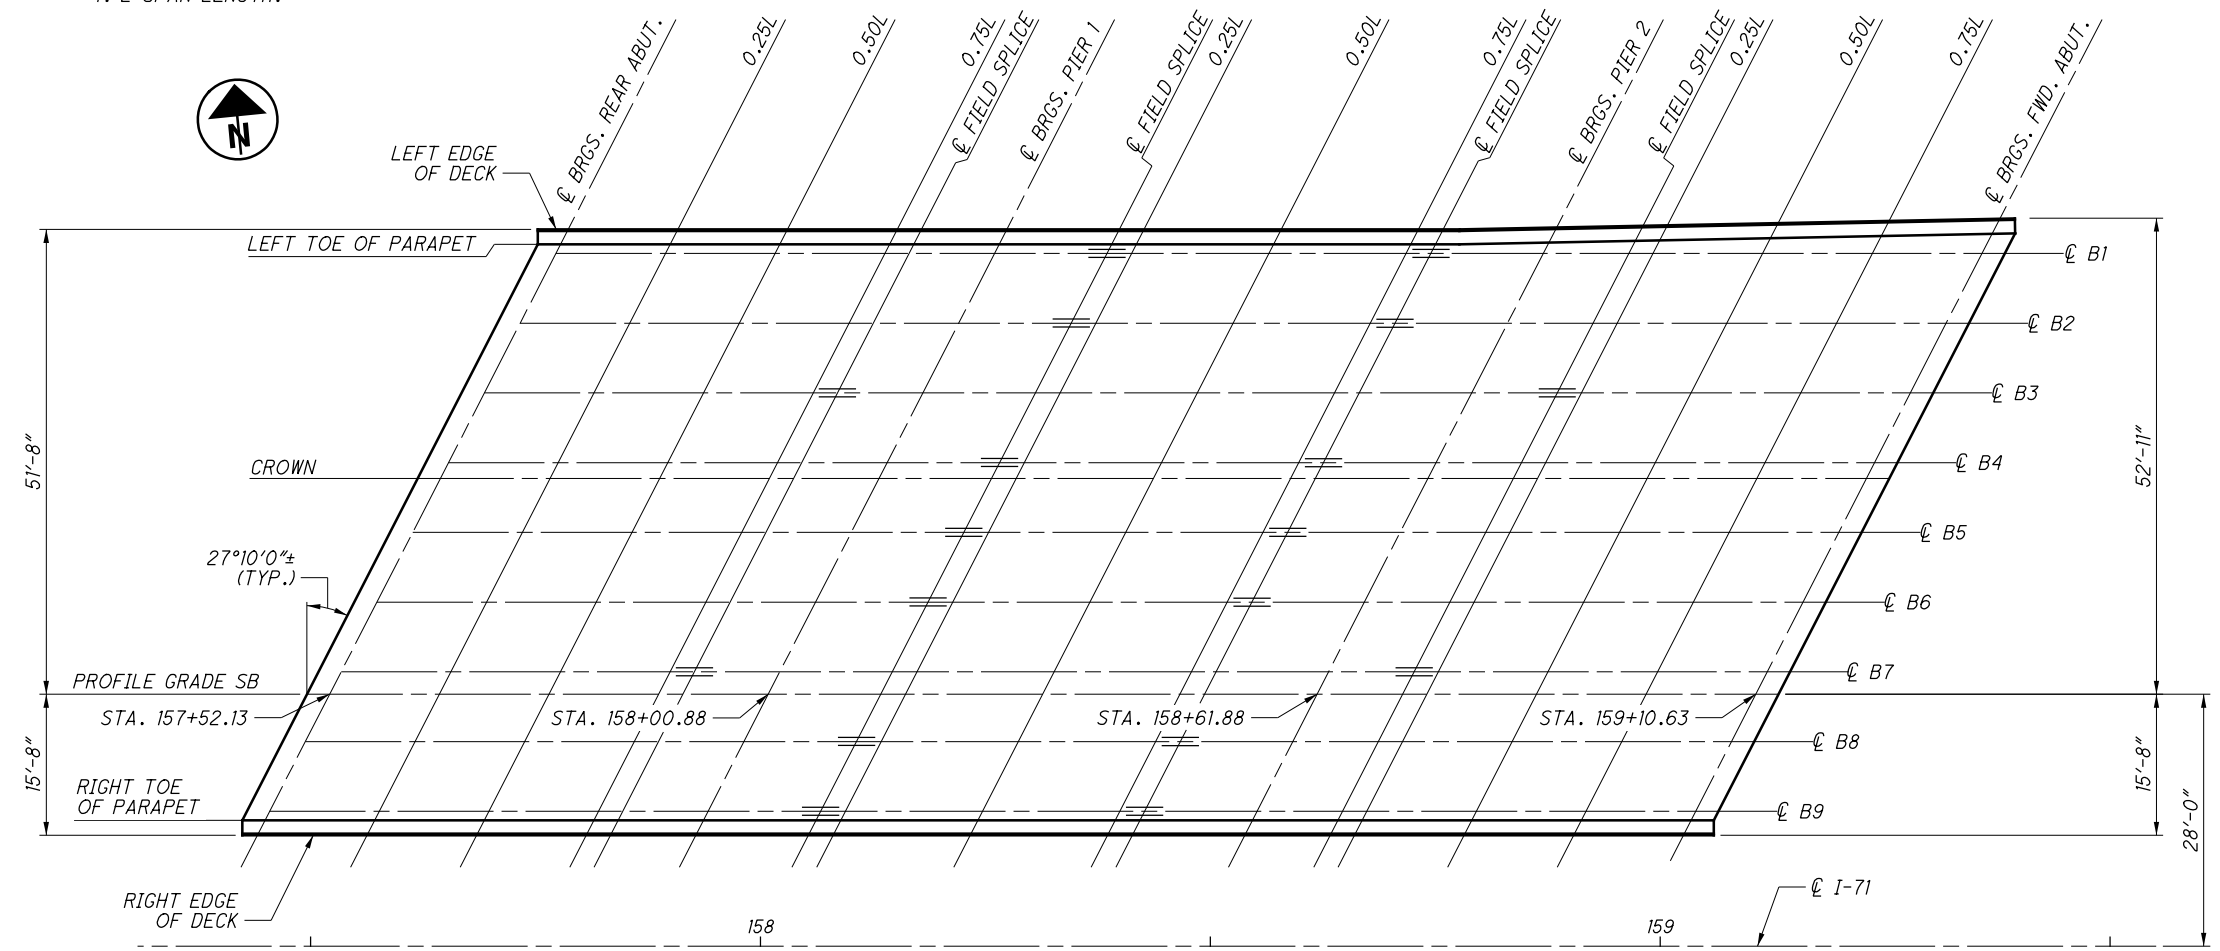 ℄ BRGS. REAR ABUT.
0.25L
0.50L
0.75L
℄ FIELD SPLICE
℄ BRGS. PIER 1
℄ FIELD SPLICE
0.25L
0.50L
0.75L
℄ FIELD SPLICE
℄ BRGS. PIER 2
℄ FIELD SPLICE
0.25L
0.50L
0.75L
℄ BRGS. FWD. ABUT.
N
LEFT EDGE
OF DECK
LEFT TOE OF PARAPET
℄ B1
℄ B2
℄ B3
51'-8"
CROWN
℄ B4
52'-11"
℄ B5
27°10'0"±
(TYP.)
℄ B6
℄ B7
PROFILE GRADE SB
STA. 157+52.13
STA. 158+00.88
STA. 158+61.88
STA. 159+10.63
℄ B8
15'-8"
15'-8"
RIGHT TOE
OF PARAPET
℄ B9
28'-0"
RIGHT EDGE
OF DECK
℄ I-71
158
159